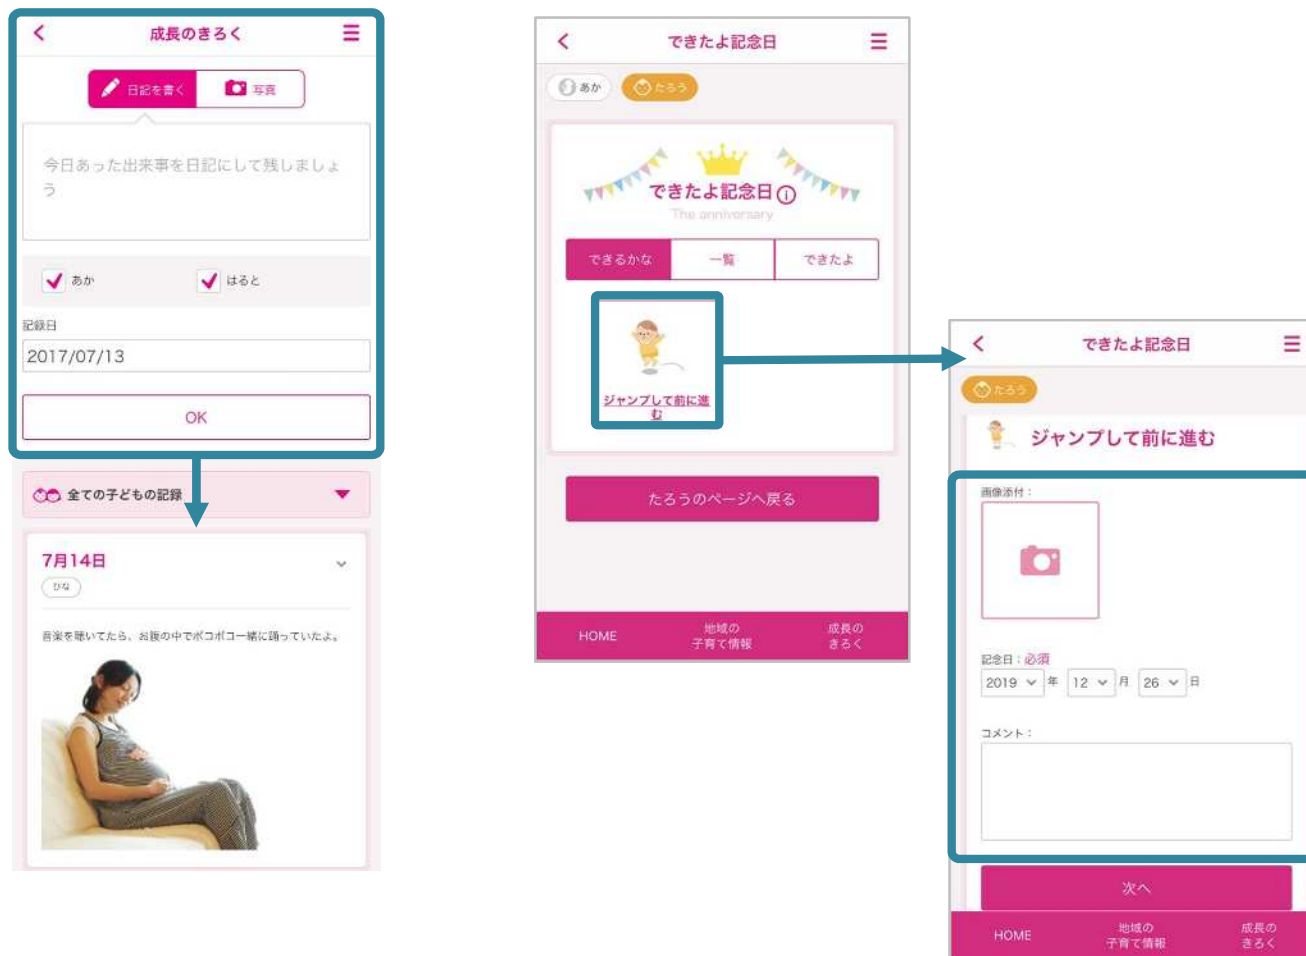 成長のきろく
日記を書く
写真
今日あった出来事を日記にして残しましょ
う
あか
はると
記録日
2017/07/13
OK
全ての子どもの記録
7月14日
ひな
音楽を聴いてたら、お腹の中でポコポコ一緒に踊っていたよ。
できたよ記念日
あか
たろう
できたよ記念日
The anniversary
できるかな
一覧
できたよ
ジャンプして前に進
む
たろうのページへ戻る
HOME
地域の
子育て情報
成長の
きろく
できたよ記念日
たろう
ジャンプして前に進む
画像添付：
記念日：必須
2019 年 12 月 26 日
コメント：
次へ
HOME
地域の
子育て情報
成長の
きろく